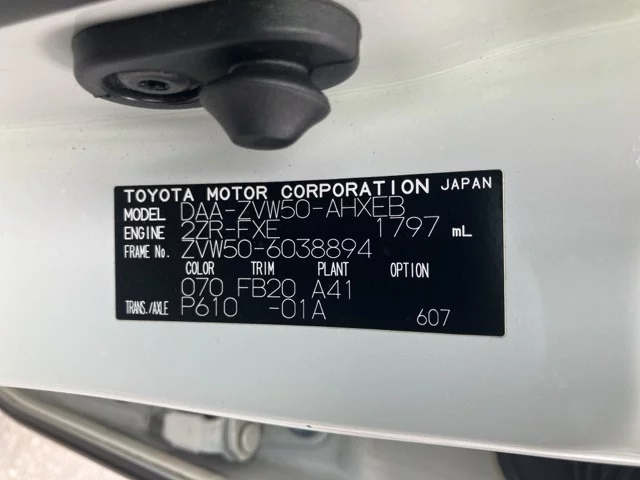 TOYOTA MOTOR CORPORATION JAPAN
MODEL DAA-ZVW50-AHXEB
ENGINE 2ZR-FXE 1797 mL
FRAME No. ZVW50-6038894
COLOR TRIM PLANT OPTION
070 FB20 A41
TRANS./AXLE P610 -01A
607